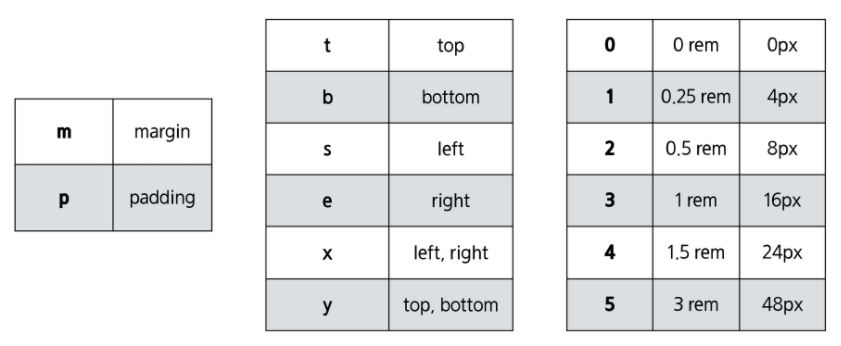 m margin
p padding
t top
b bottom
s left
e right
x left, right
y top, bottom
0 0 rem 0px
1 0.25 rem 4px
2 0.5 rem 8px
3 1 rem 16px
4 1.5 rem 24px
5 3 rem 48px